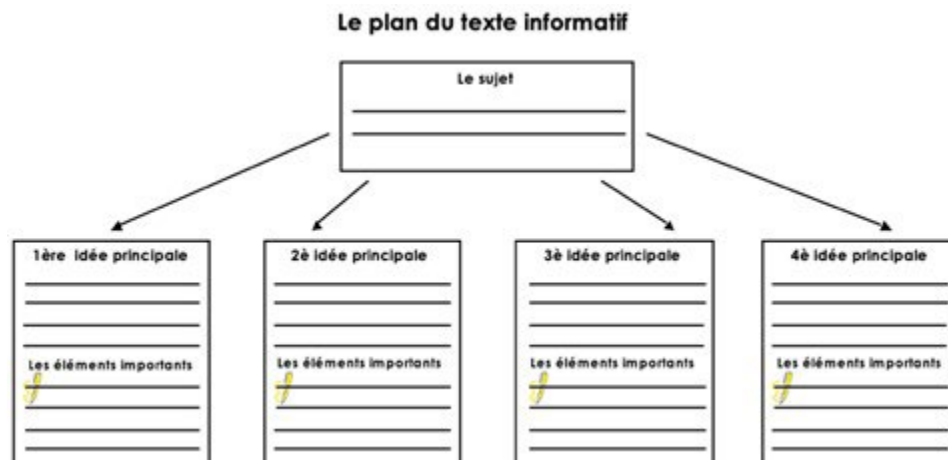 Le plan du texte informatif
Le sujet
1ère idée principale
2è idée principale
3è idée principale
4è idée principale
Les éléments importants
Les éléments importants
Les éléments importants
Les éléments importants